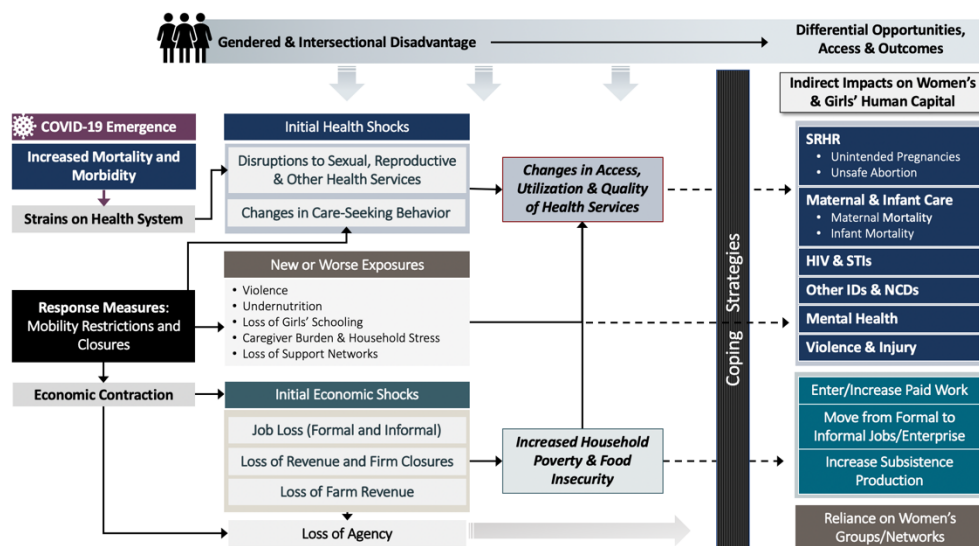 Gendered & Intersectional Disadvantage
Differential Opportunities,
Access & Outcomes
Indirect Impacts on Women's
& Girls' Human Capital
COVID-19 Emergence
Increased Mortality and
Morbidity
Strains on Health System
Response Measures:
Mobility Restrictions and
Closures
Economic Contraction
Initial Health Shocks
Disruptions to Sexual, Reproductive
& Other Health Services
Changes in Care-Seeking Behavior
New or Worse Exposures
• Violence
• Undernutrition
• Loss of Girls' Schooling
• Caregiver Burden & Household Stress
• Loss of Support Networks
Initial Economic Shocks
Job Loss (Formal and Informal)
Loss of Revenue and Firm Closures
Loss of Farm Revenue
Loss of Agency
Changes in Access,
Utilization & Quality
of Health Services
Increased Household
Poverty & Food
Insecurity
Coping Strategies
SRHR
• Unintended Pregnancies
• Unsafe Abortion
Maternal & Infant Care
• Maternal Mortality
• Infant Mortality
HIV & STIs
Other IDs & NCDs
Mental Health
Violence & Injury
Enter/Increase Paid Work
Move from Formal to
Informal Jobs/Enterprise
Increase Subsistence
Production
Reliance on Women's
Groups/Networks